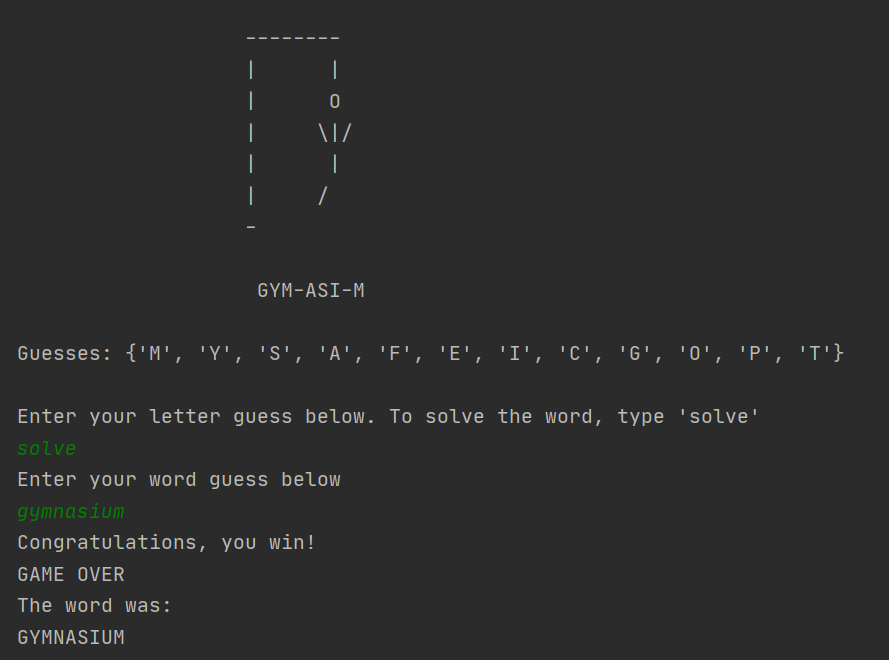 --------
|      |
|      O
|     \|/
|      |
|     /
-
GYM-ASI-M
Guesses: {'M', 'Y', 'S', 'A', 'F', 'E', 'I', 'C', 'G', 'O', 'P', 'T'}
Enter your letter guess below. To solve the word, type 'solve'
solve
Enter your word guess below
gymnasium
Congratulations, you win!
GAME OVER
The word was:
GYMNASIUM